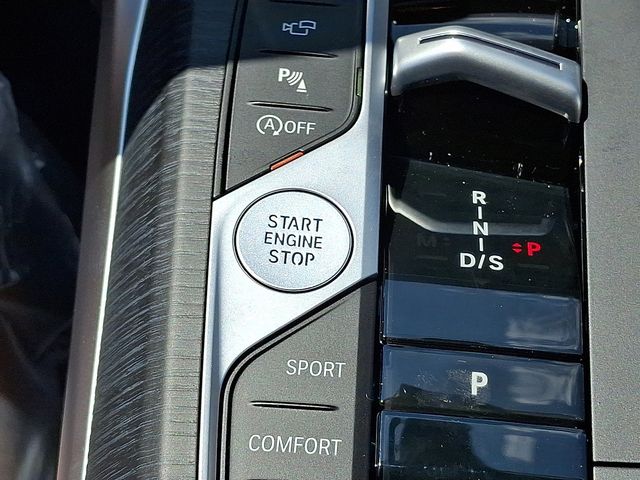 P
A OFF
START
ENGINE
STOP
SPORT
COMFORT
R
N
D/S
P
M
P